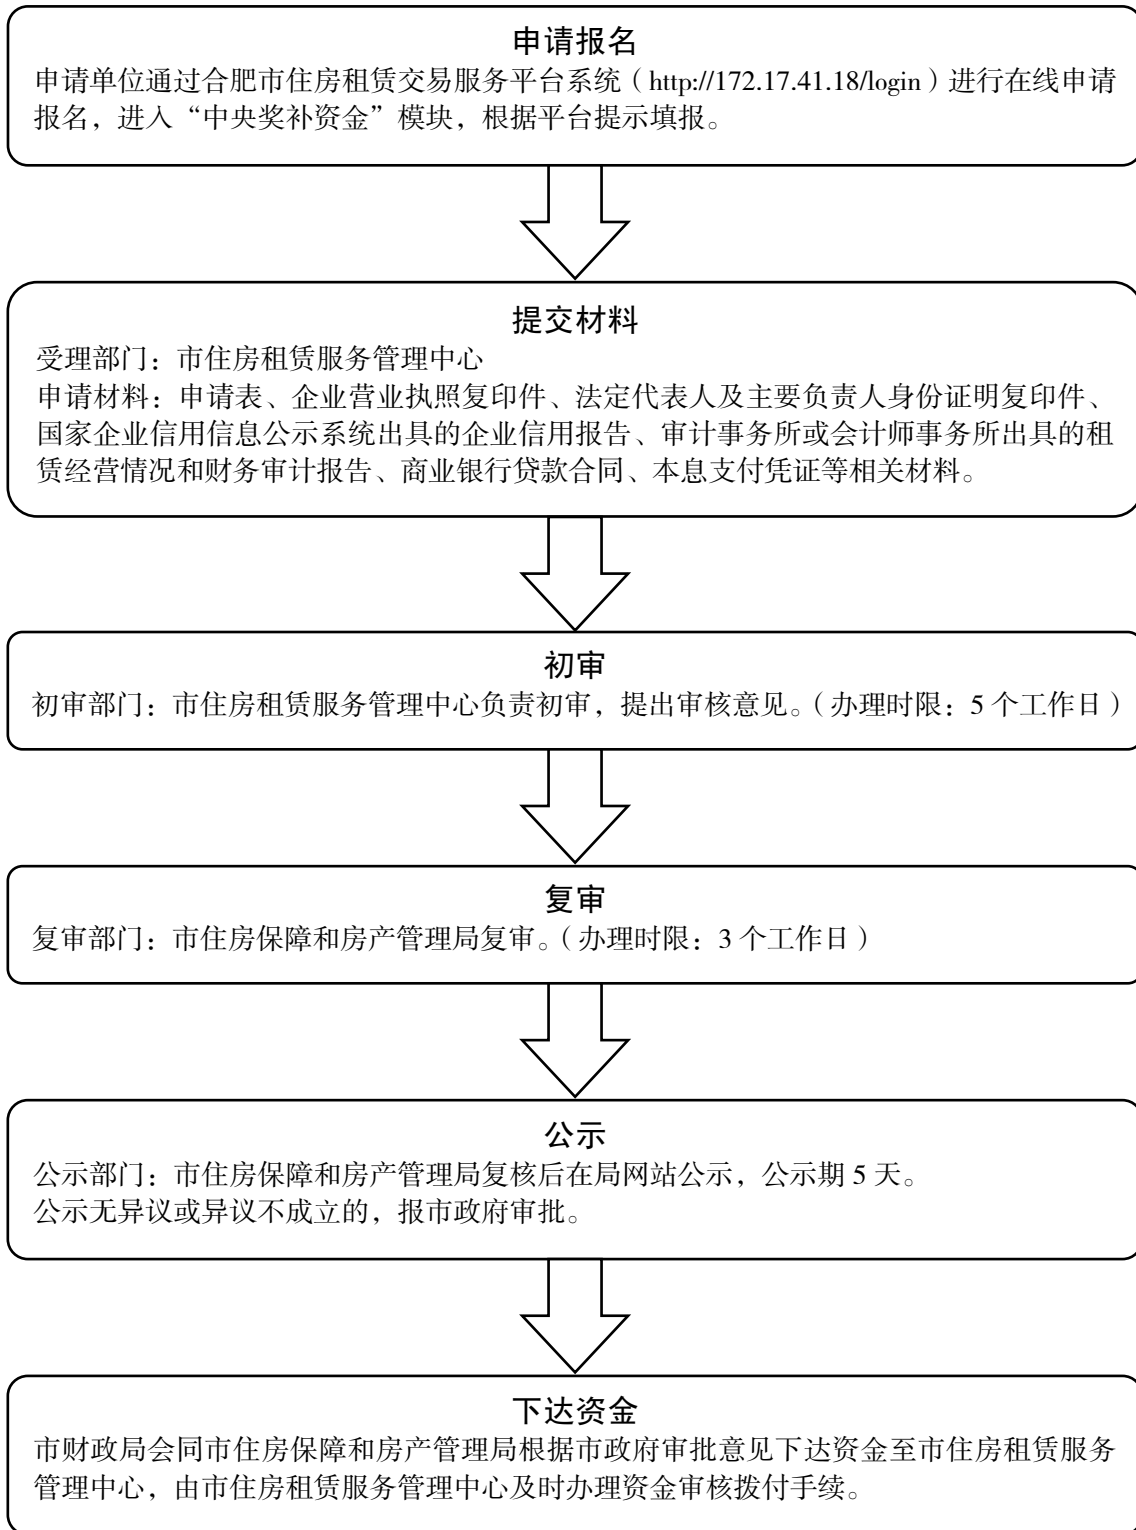 申请报名
申请单位通过合肥市住房租赁交易服务平台系统（http://172.17.41.18/login）进行在线申请
报名，进入“中央奖补资金”模块，根据平台提示填报。
提交材料
受理部门：市住房租赁服务管理中心
申请材料：申请表、企业营业执照复印件、法定代表人及主要负责人身份证明复印件、
国家企业信用信息公示系统出具的企业信用报告、审计事务所或会计师事务所出具的租
赁经营情况和财务审计报告、商业银行贷款合同、本息支付凭证等相关材料。
初审
初审部门：市住房租赁服务管理中心负责初审，提出审核意见。（办理时限：5 个工作日）
复审
复审部门：市住房保障和房产管理局复审。（办理时限：3 个工作日）
公示
公示部门：市住房保障和房产管理局复核后在局网站公示，公示期 5 天。
公示无异议或异议不成立的，报市政府审批。
下达资金
市财政局会同市住房保障和房产管理局根据市政府审批意见下达资金至市住房租赁服务
管理中心，由市住房租赁服务管理中心及时办理资金审核拨付手续。